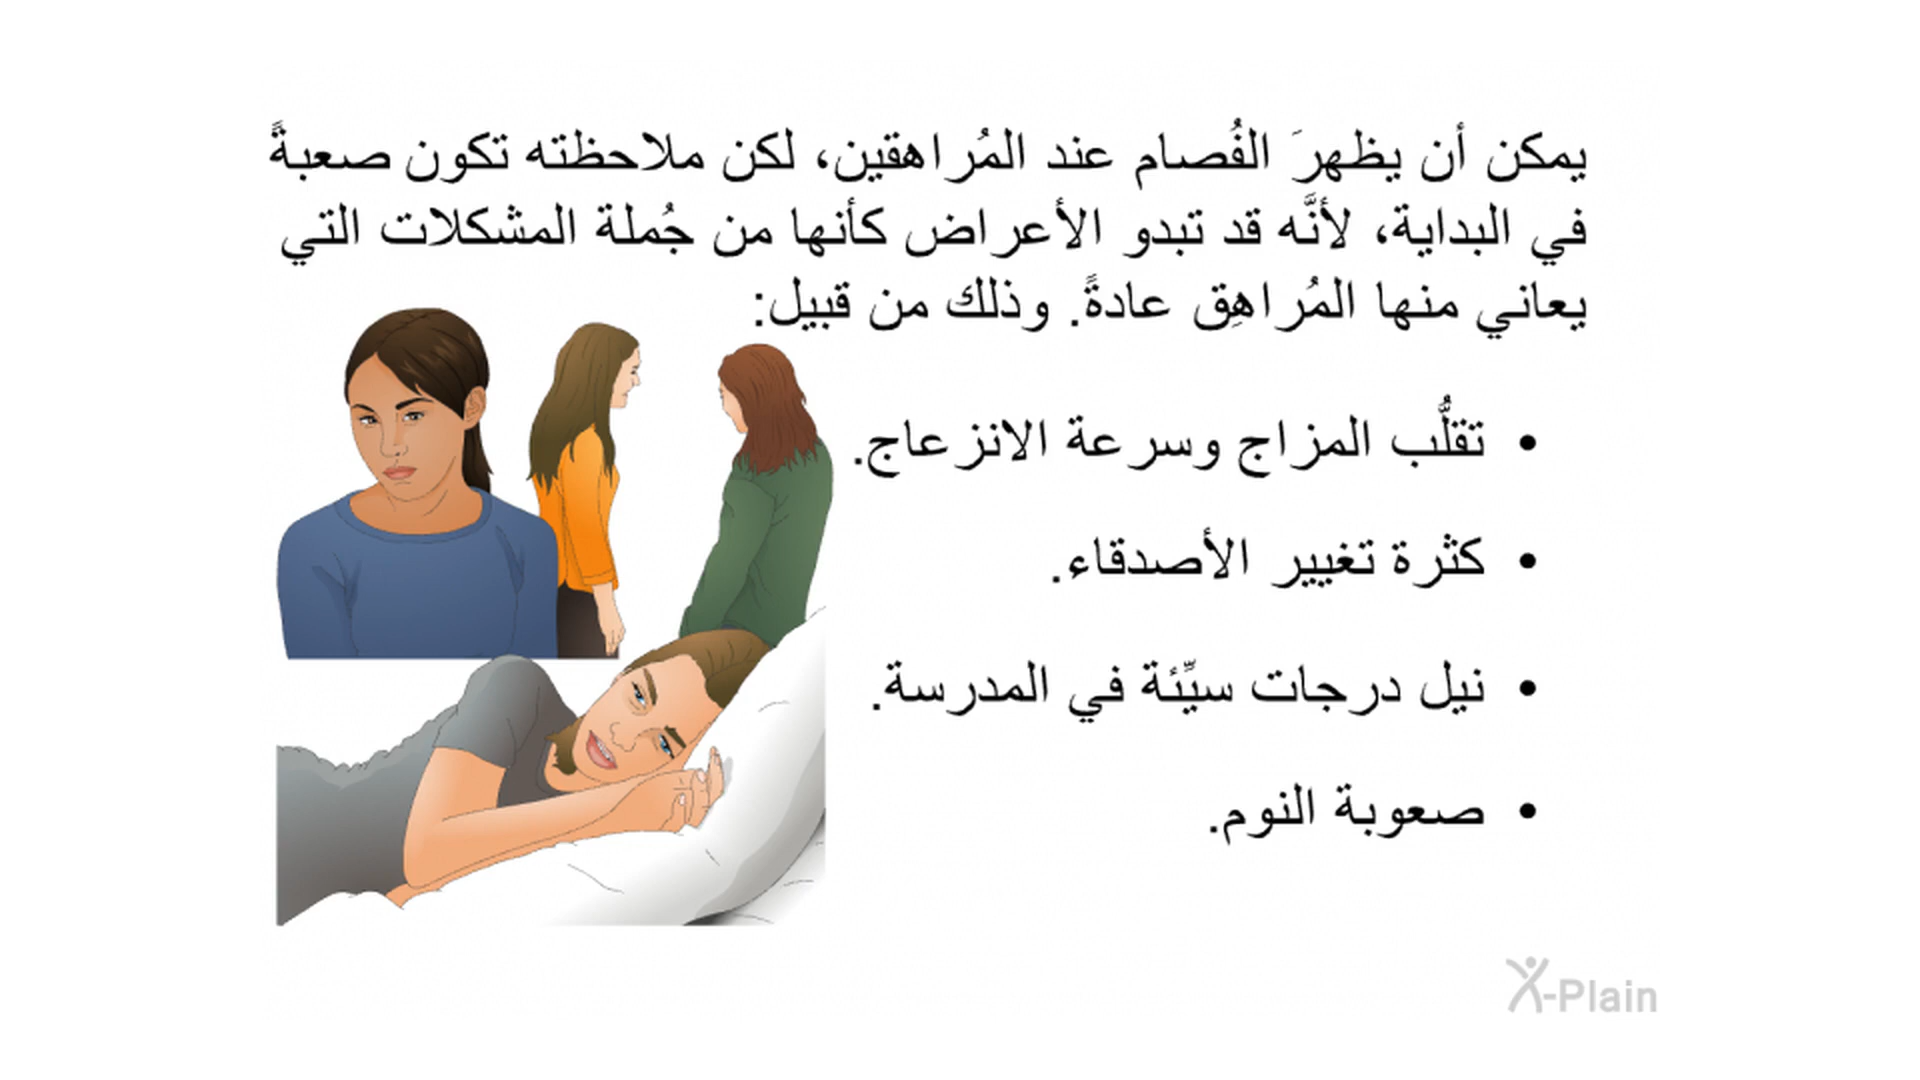 يمكن أن يظهرَ الفُصام عند المُراهقين، لكن ملاحظته تكون صعبةً
في البداية، لأنَّه قد تبدو الأعراض كأنها من جُملة المشكلات التي
يعاني منها المُراهِق عادةً. وذلك من قبيل:
• تقلُّب المزاج وسرعة الانزعاج.
• كثرة تغيير الأصدقاء.
• نيل درجات سيِّئة في المدرسة.
• صعوبة النوم.
X-Plain